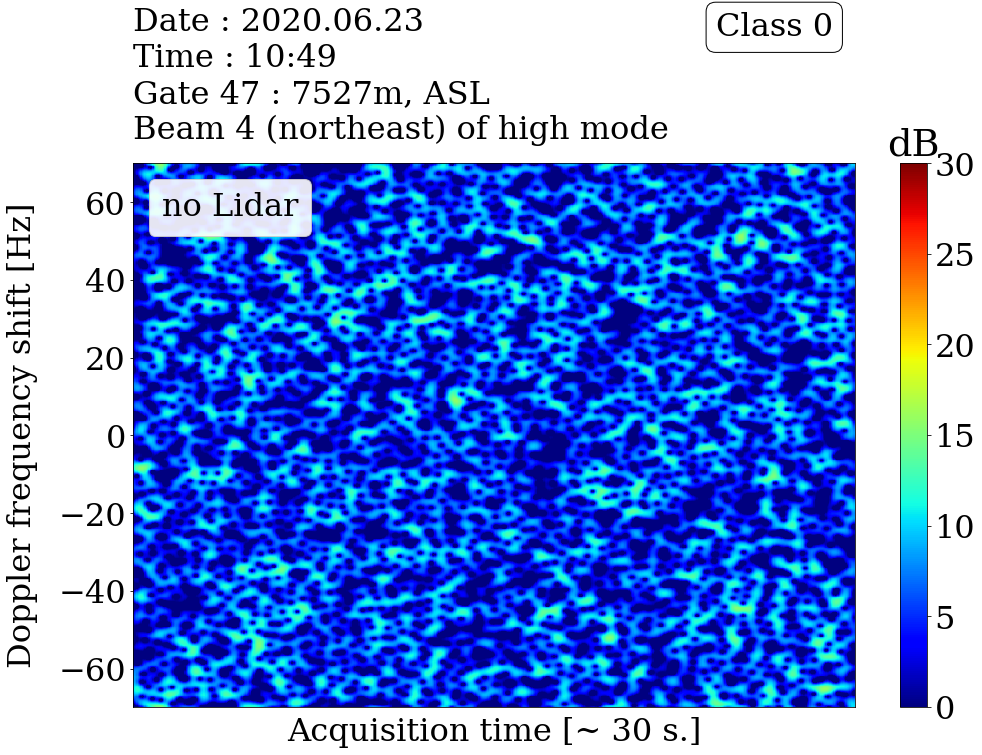 Date : 2020.06.23
Time : 10:49
Gate 47 : 7527m, ASL
Beam 4 (northeast) of high mode
Class 0
dB
no Lidar
Doppler frequency shift [Hz]
60
40
20
0
−20
−40
−60
30
25
20
15
10
5
0
Acquisition time [~ 30 s.]